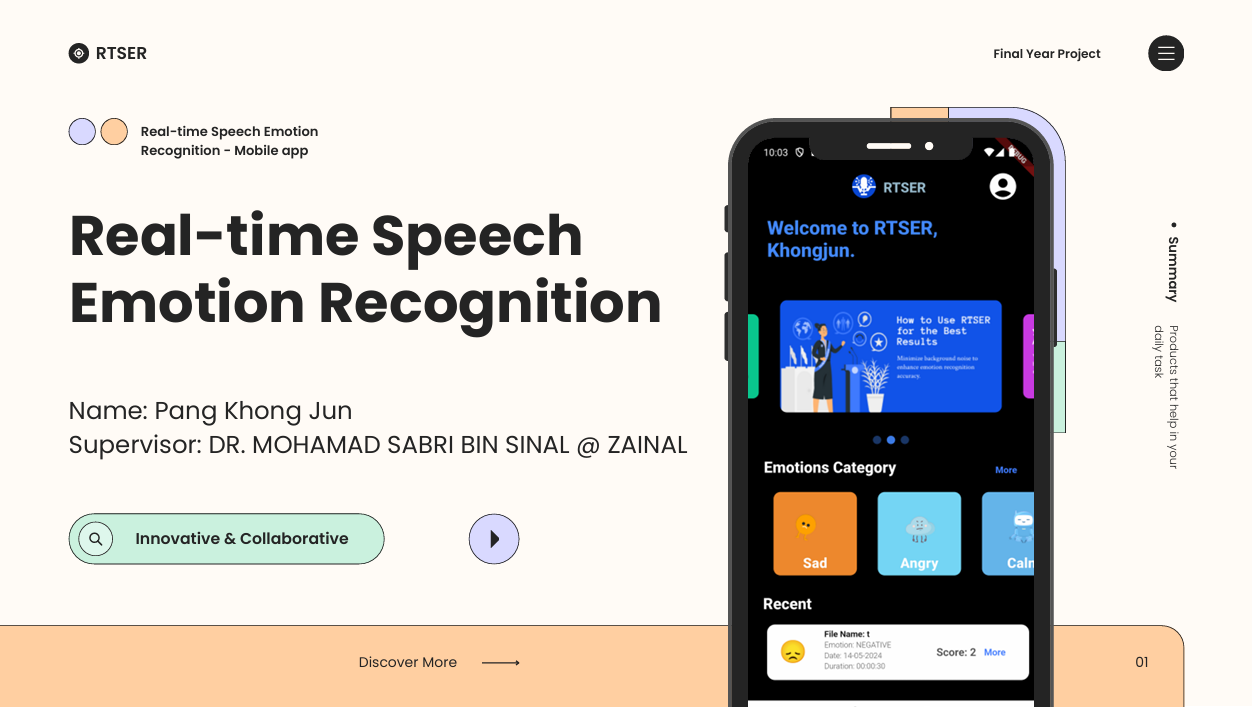 RTSER
Final Year Project
Real-time Speech Emotion
Recognition - Mobile app
Real-time Speech
Emotion Recognition
Name: Pang Khong Jun
Supervisor: DR. MOHAMAD SABRI BIN SINAL @ ZAINAL
Innovative & Collaborative
Discover More
10:03
RTSER
Welcome to RTSER,
Khongjun.
How to Use RTSER
for the Best
Results
Minimize background noise to
enhance emotion recognition
accuracy.
Emotions Category
More
Sad
Angry
Calm
Recent
File Name: t
Emotion: NEGATIVE
Date: 14-05-2024
Duration: 00:00:30
Score: 2
More
Summary
Products that help in your
daily task
01